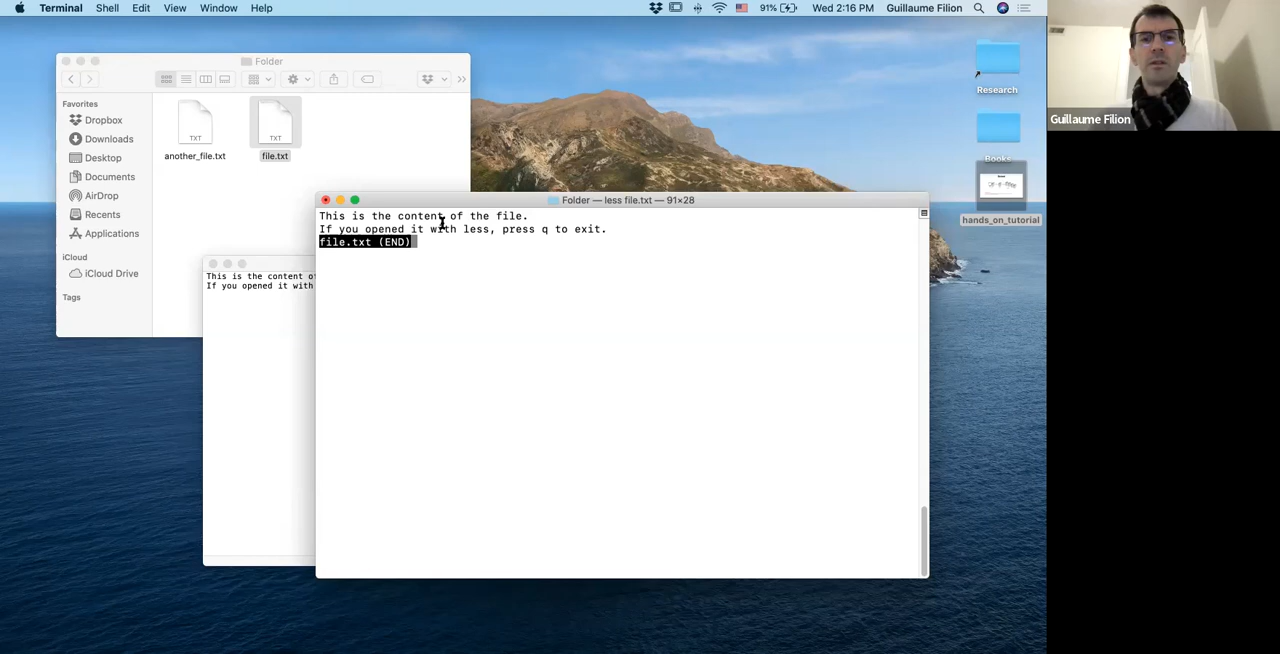 Terminal Shell Edit View Window Help 91% Wed 2:16 PM Guillaume Filion
Folder
Favorites
Dropbox
Downloads
Desktop
Documents
AirDrop
Recents
Applications
iCloud
iCloud Drive
Tags
TXT
another_file.txt
TXT
file.txt
This is the content of
If you opened it with
Folder — less file.txt — 91×28
This is the content of the file.
If you opened it with less, press q to exit.
file.txt (END)
Research
Books
hands_on_tutorial
Guillaume Filion